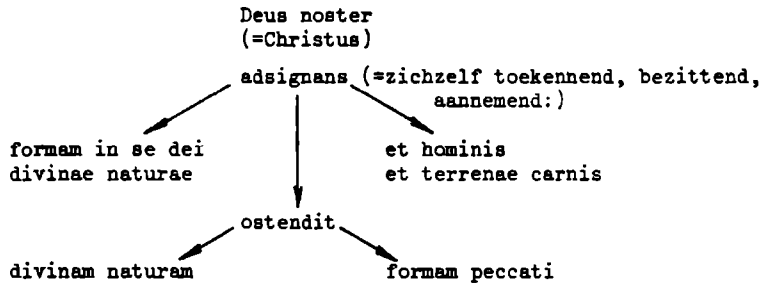 Deus noster
(=Christus)
adsignans (=zichzelf toekennend, bezittend,
aannemend:)
formam in se dei
divinae naturae
et hominis
et terrenae carnis
ostendit
divinam naturam
formam peccati